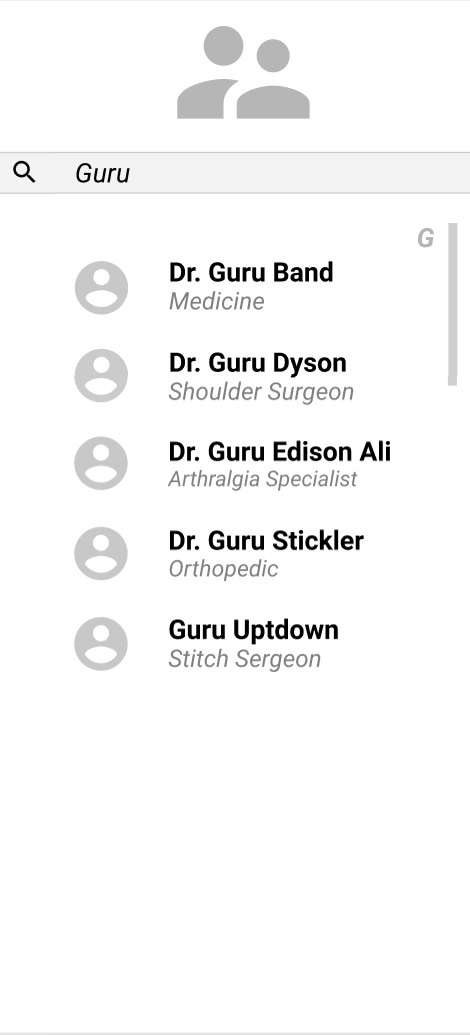 Guru
G
Dr. Guru Band
Medicine
Dr. Guru Dyson
Shoulder Surgeon
Dr. Guru Edison Ali
Arthralgia Specialist
Dr. Guru Stickler
Orthopedic
Guru Uptdown
Stitch Sergeon